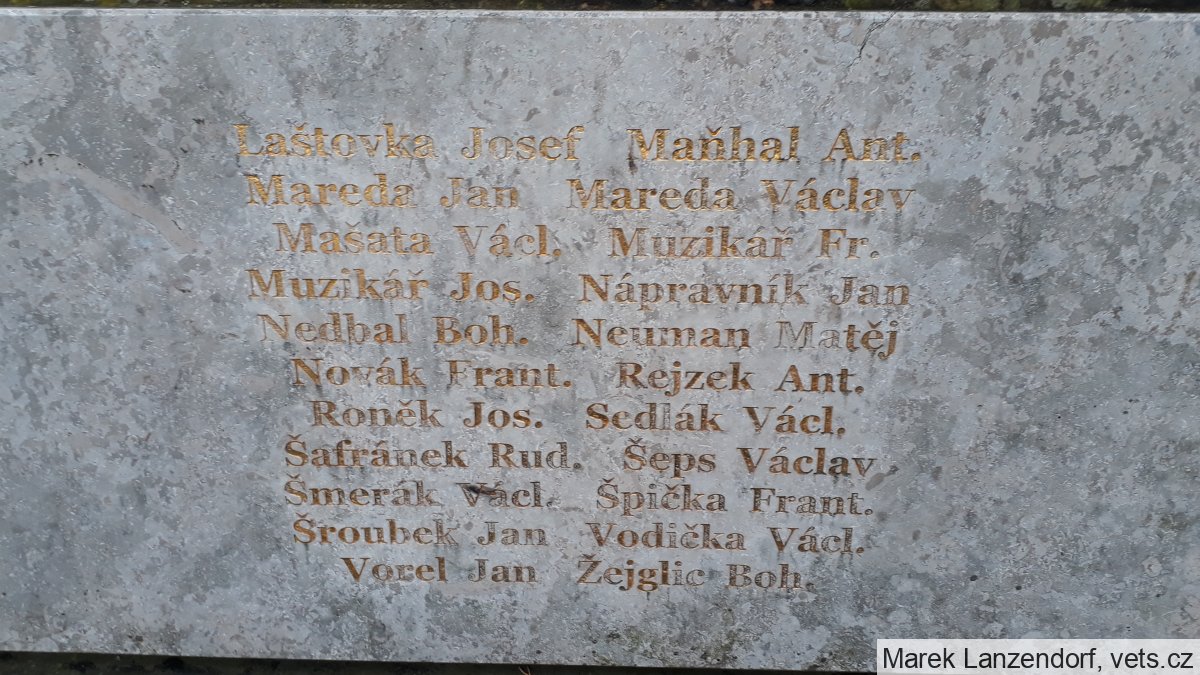 Laštovka Josef Maňhal Ant.
Mareda Jan Mareda Václav
Mašata Václ. Muzikář Fr.
Muzikář Jos. Nápravník Jan
Nedbal Boh. Neuman Matěj
Novák Frant. Rejzek Ant.
Roněk Jos. Sedlák Václ.
Šafránek Rud. Šeps Václav
Šmerák Václ. Špička Frant.
Šroubek Jan Vodička Václ.
Vorel Jan Žejglic Boh.
Marek Lanzendorf, vets.cz